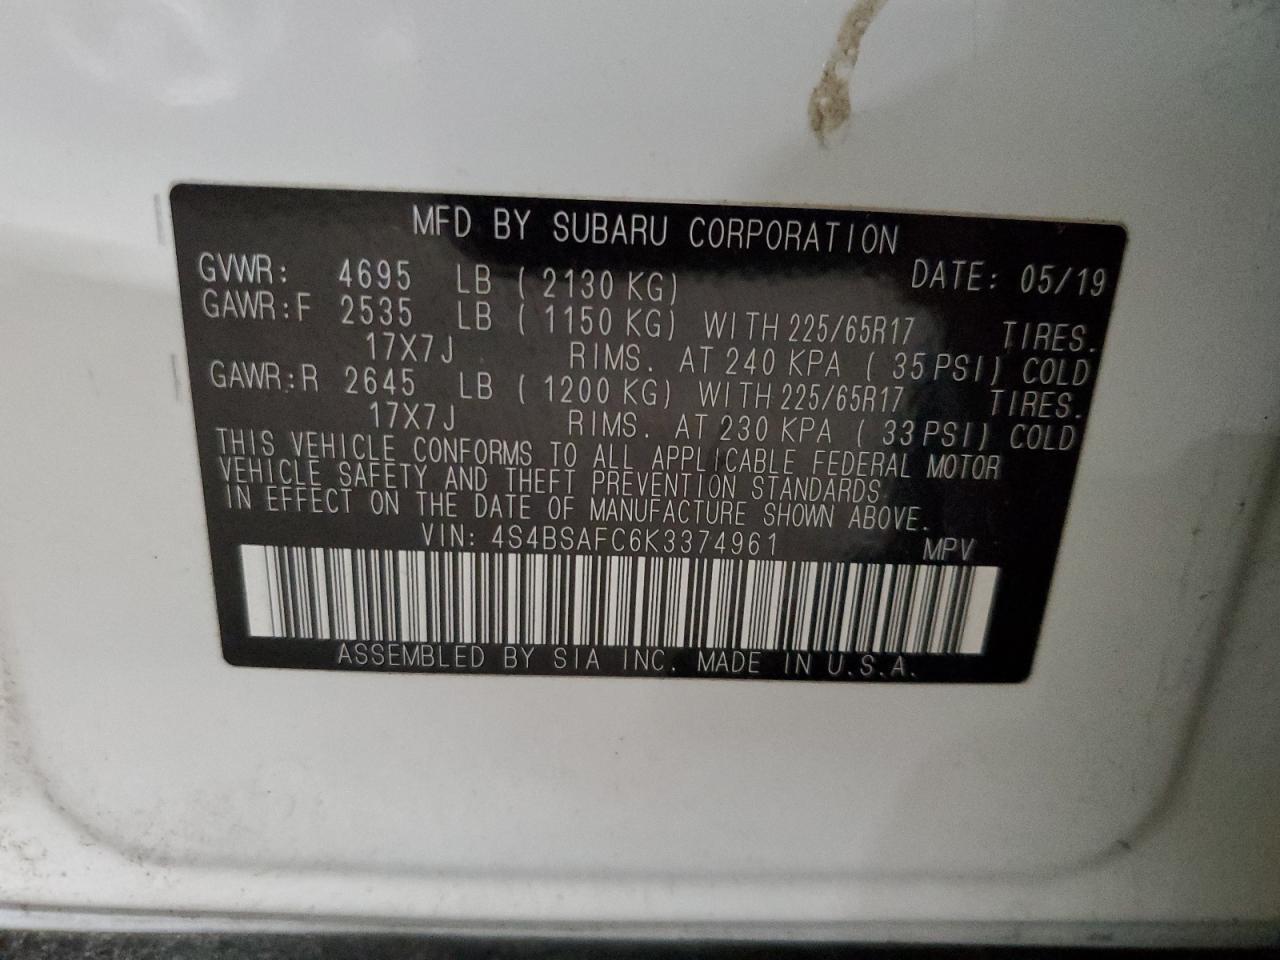 MFD BY SUBARU CORPORATION
GVWR: 4695 LB ( 2130 KG) DATE: 05/19
GAWR:F 2535 LB ( 1150 KG) WITH 225/65R17 TIRES.
17X7J RIMS. AT 240 KPA ( 35 PSI) COLD
GAWR:R 2645 LB ( 1200 KG) WITH 225/65R17 TIRES.
17X7J RIMS. AT 230 KPA ( 33 PSI) COLD
THIS VEHICLE CONFORMS TO ALL APPLICABLE FEDERAL MOTOR
VEHICLE SAFETY AND THEFT PREVENTION STANDARDS
IN EFFECT ON THE DATE OF MANUFACTURE SHOWN ABOVE.
VIN: 4S4BSAFC6K3374961 MPV
ASSEMBLED BY SIA INC. MADE IN U.S.A.